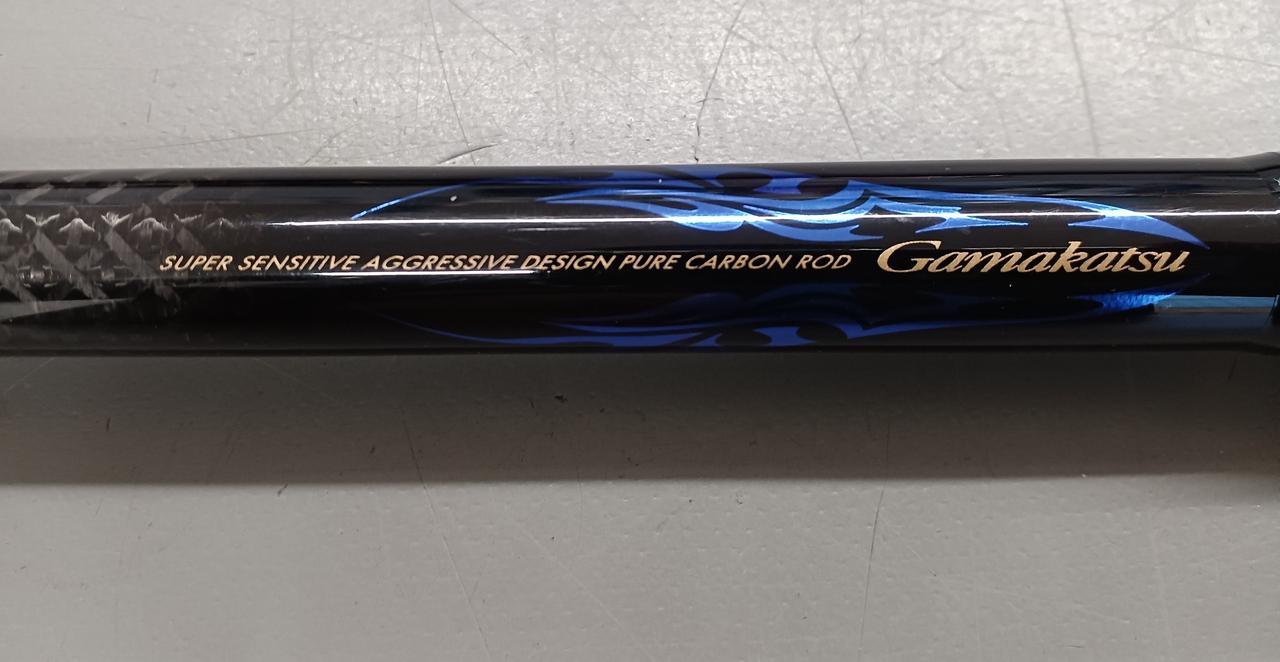 SUPER SENSITIVE AGGRESSIVE DESIGN PURE CARBON ROD Gamakatsu